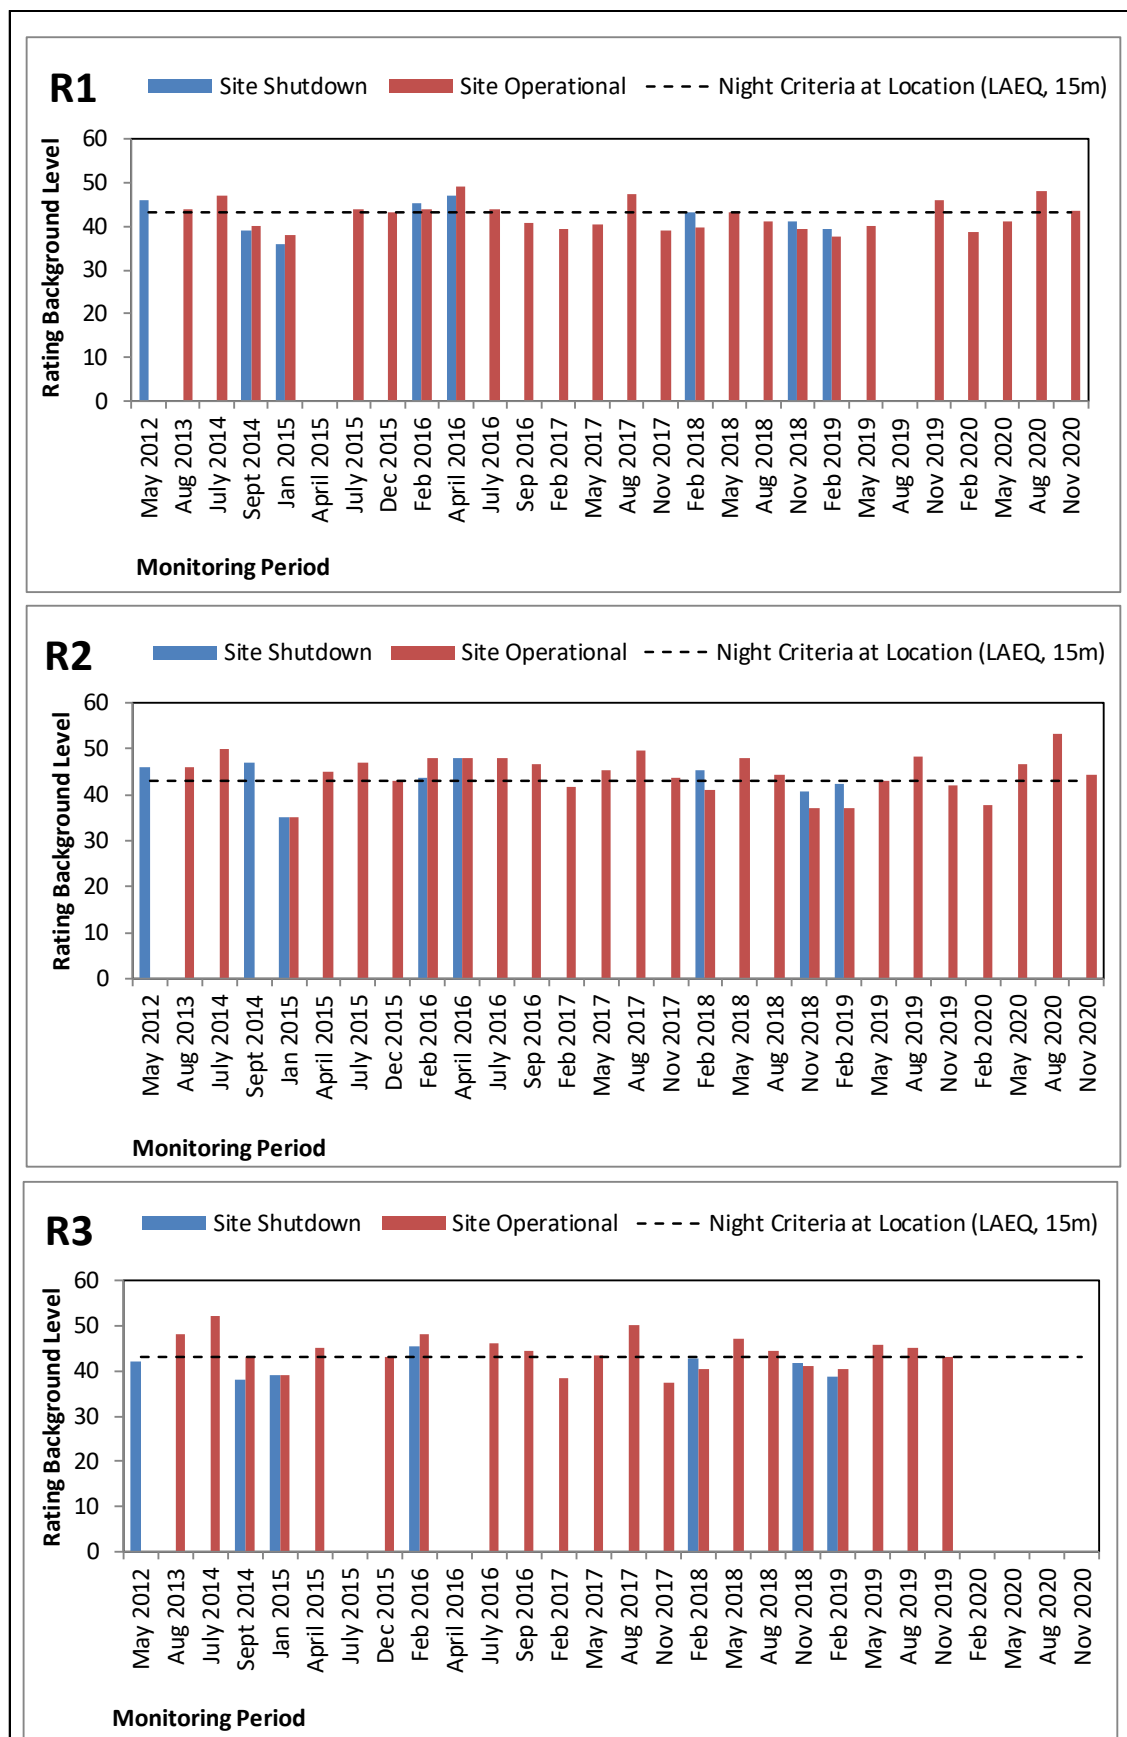 R1
Site Shutdown Site Operational Night Criteria at Location (LAEQ, 15m)
Rating Background Level
60
50
40
30
20
10
0
May 2012
Aug 2013
July 2014
Sept 2014
Jan 2015
April 2015
July 2015
Dec 2015
Feb 2016
April 2016
July 2016
Sep 2016
Feb 2017
May 2017
Aug 2017
Nov 2017
Feb 2018
May 2018
Aug 2018
Nov 2018
Feb 2019
May 2019
Aug 2019
Nov 2019
Feb 2020
May 2020
Aug 2020
Nov 2020
Monitoring Period
R2
Site Shutdown Site Operational Night Criteria at Location (LAEQ, 15m)
Rating Background Level
60
50
40
30
20
10
0
May 2012
Aug 2013
July 2014
Sept 2014
Jan 2015
April 2015
July 2015
Dec 2015
Feb 2016
April 2016
July 2016
Sep 2016
Feb 2017
May 2017
Aug 2017
Nov 2017
Feb 2018
May 2018
Aug 2018
Nov 2018
Feb 2019
May 2019
Aug 2019
Nov 2019
Feb 2020
May 2020
Aug 2020
Nov 2020
Monitoring Period
R3
Site Shutdown Site Operational Night Criteria at Location (LAEQ, 15m)
Rating Background Level
60
50
40
30
20
10
0
May 2012
Aug 2013
July 2014
Sept 2014
Jan 2015
April 2015
July 2015
Dec 2015
Feb 2016
April 2016
July 2016
Sep 2016
Feb 2017
May 2017
Aug 2017
Nov 2017
Feb 2018
May 2018
Aug 2018
Nov 2018
Feb 2019
May 2019
Aug 2019
Nov 2019
Feb 2020
May 2020
Aug 2020
Nov 2020
Monitoring Period